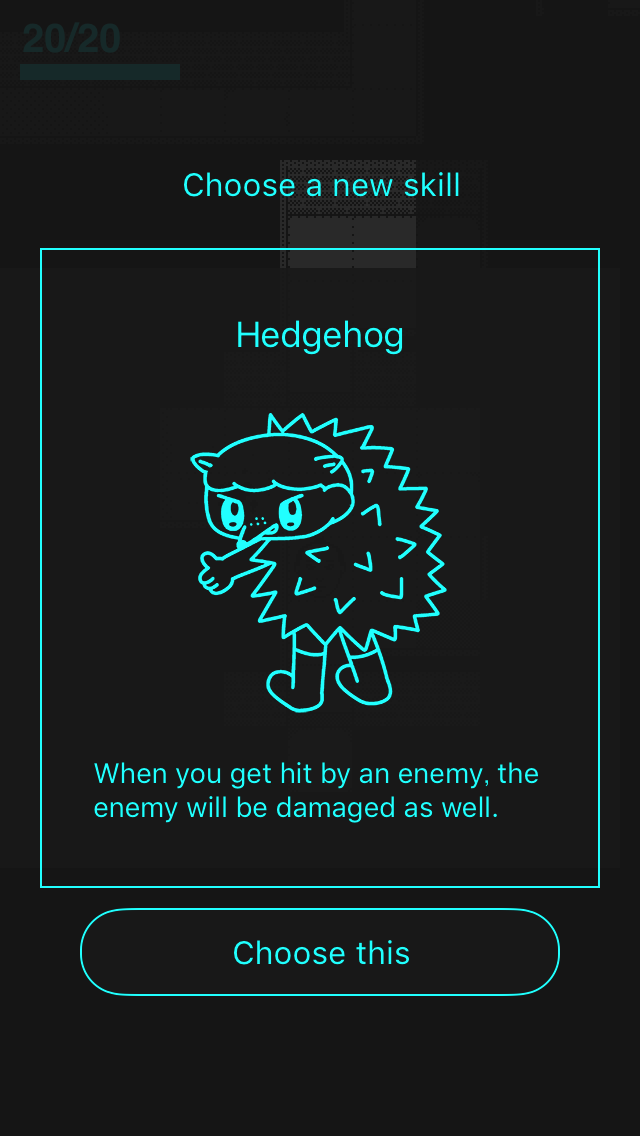 20/20
Choose a new skill
Hedgehog
When you get hit by an enemy, the
enemy will be damaged as well.
Choose this